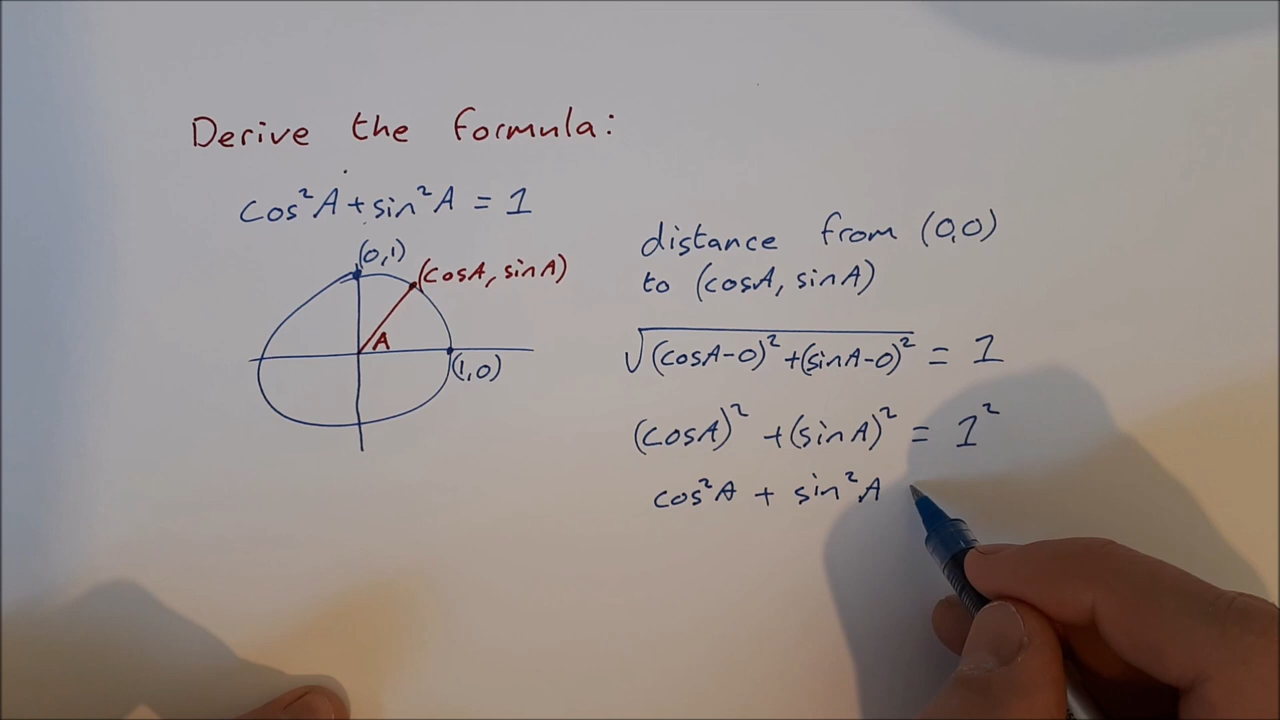 Derive the formula:
cos²A + sin²A = 1
(0,1)
(cosA, sinA)
A
(1,0)
distance from (0,0)
to (cosA, sinA)
√((cosA-0)² + (sinA-0)²) = 1
(cosA)² + (sinA)² = 1²
cos²A + sin²A